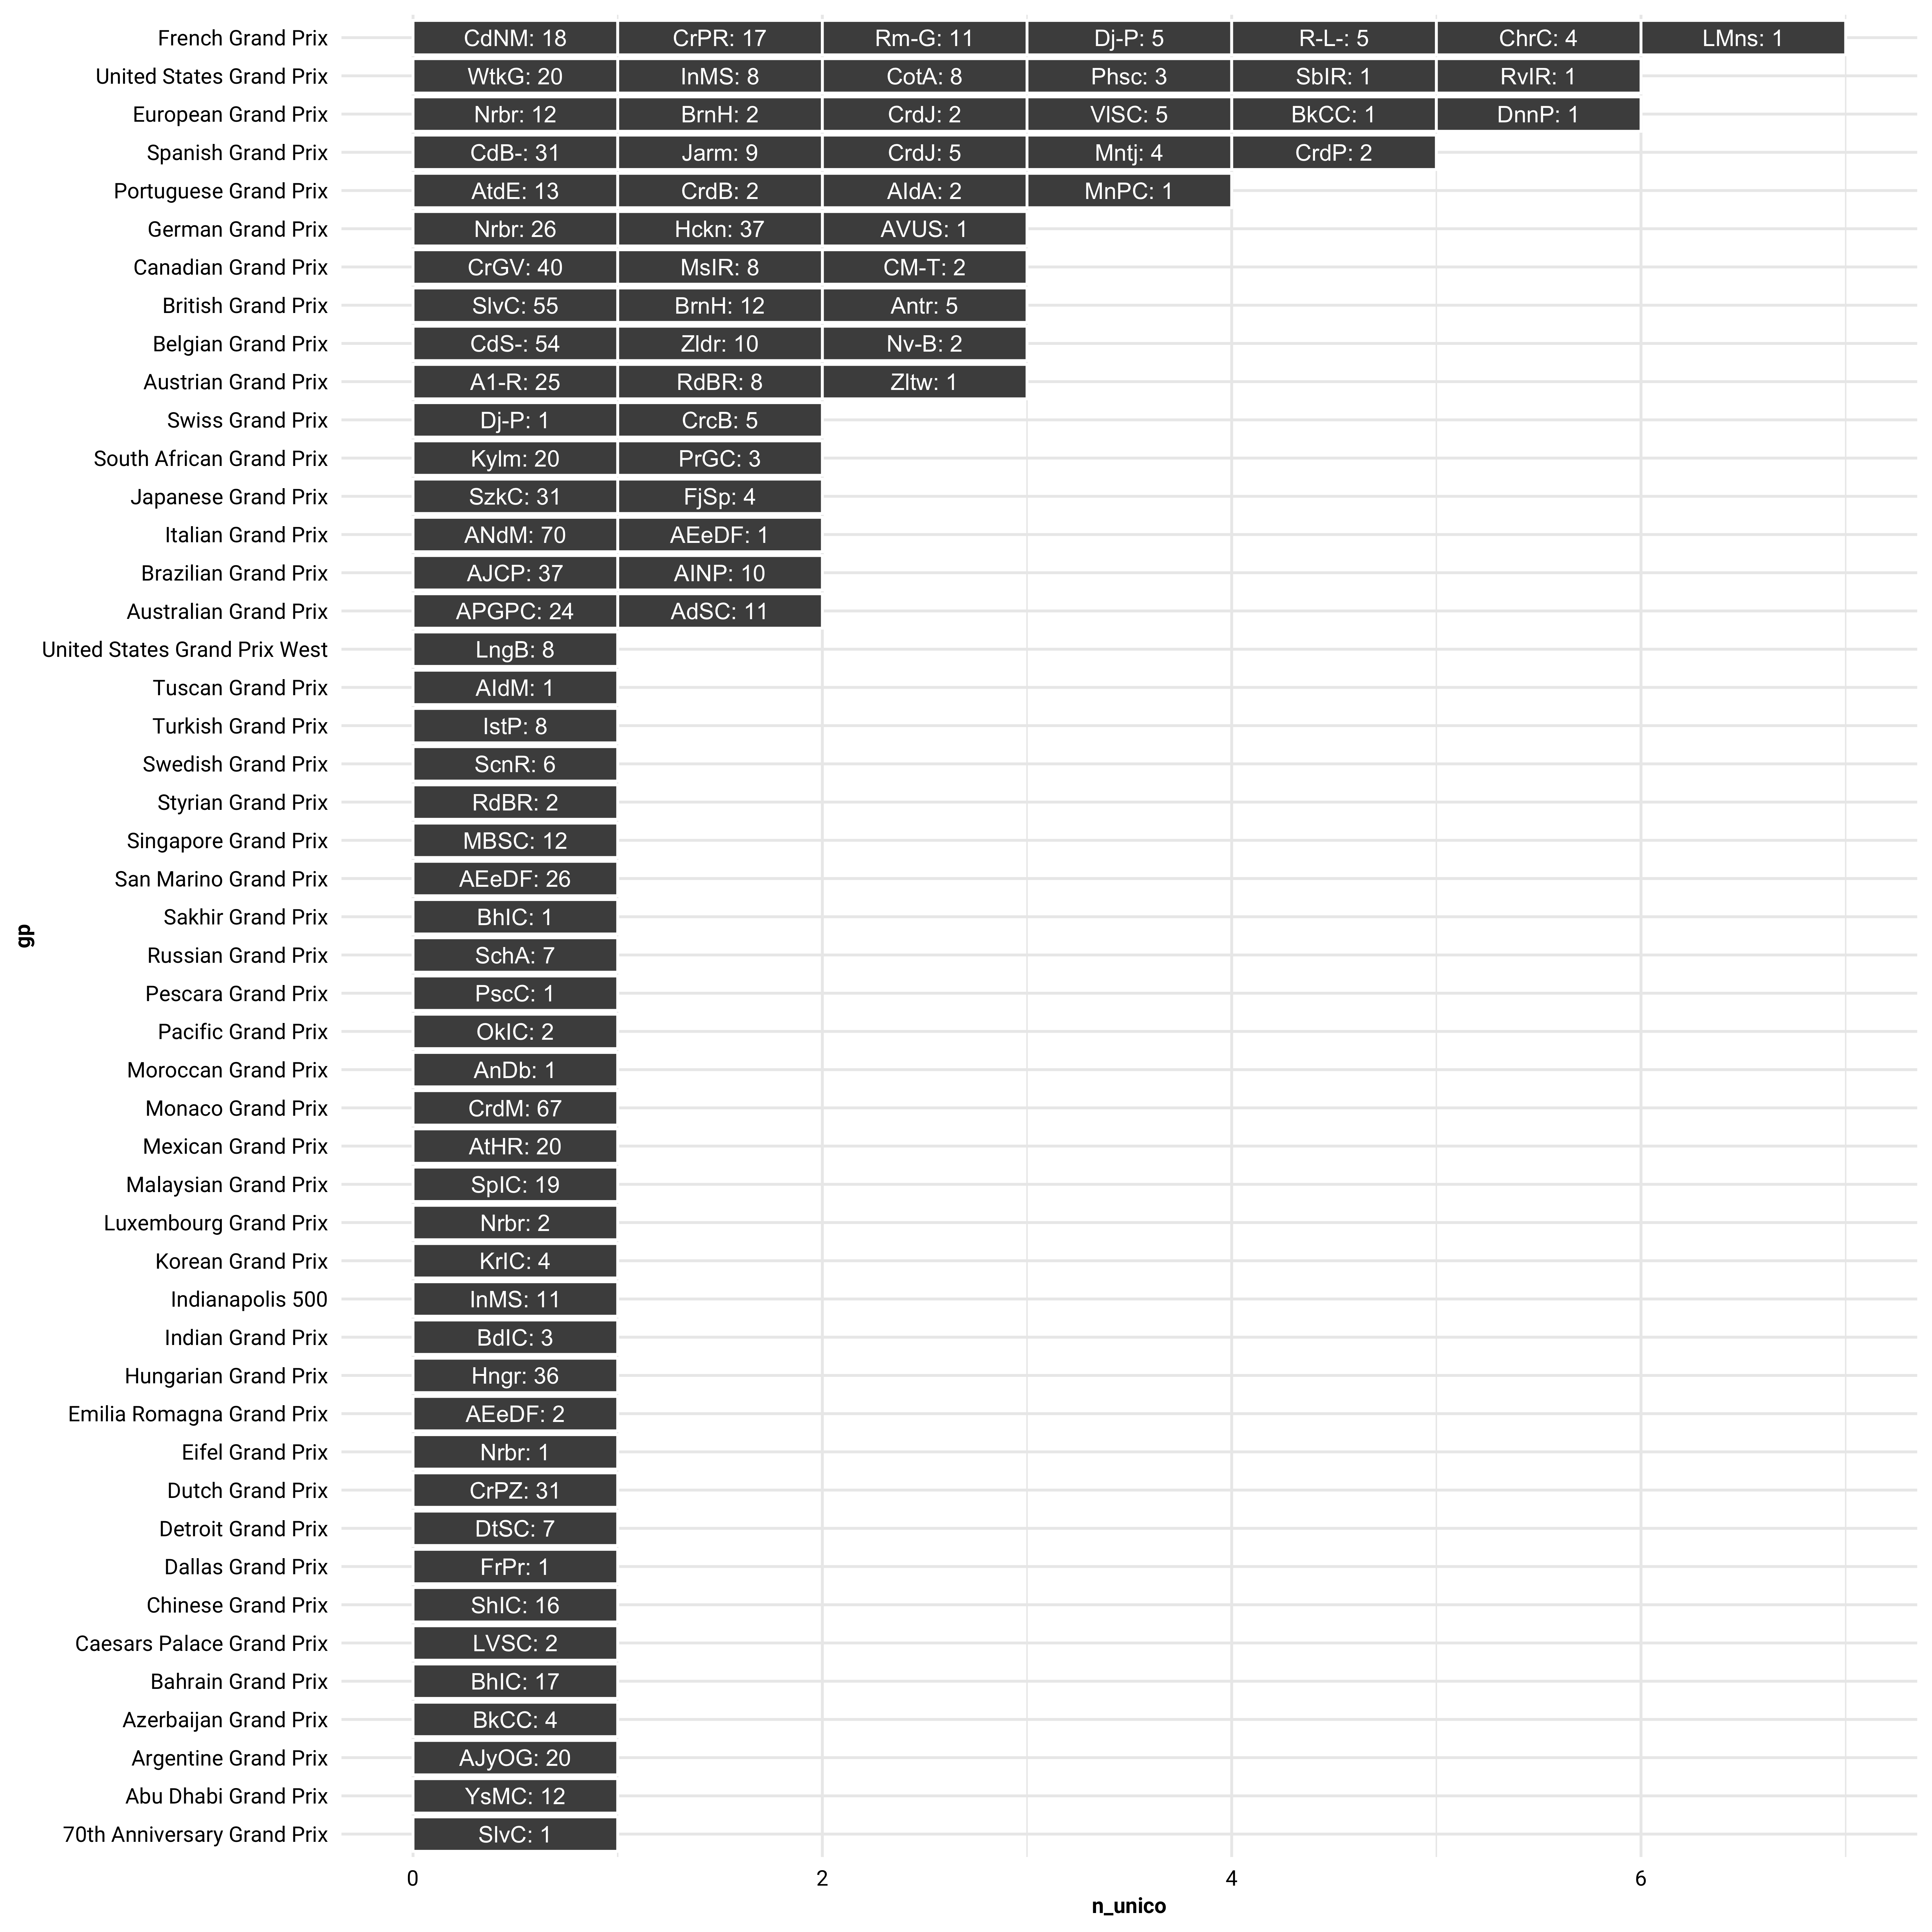 French Grand Prix CdNM: 18 CrPR: 17 Rm-G: 11 Dj-P: 5 R-L-: 5 ChrC: 4 LMns: 1
United States Grand Prix WtkG: 20 InMS: 8 CotA: 8 Phsc: 3 SbIR: 1 RvIR: 1
European Grand Prix Nrbr: 12 BrnH: 2 CrdJ: 2 VlSC: 5 BkCC: 1 DnnP: 1
Spanish Grand Prix CdB-: 31 Jarm: 9 CrdJ: 5 Mntj: 4 CrdP: 2
Portuguese Grand Prix AtdE: 13 CrdB: 2 AIdA: 2 MnPC: 1
German Grand Prix Nrbr: 26 Hckn: 37 AVUS: 1
Canadian Grand Prix CrGV: 40 MsIR: 8 CM-T: 2
British Grand Prix SlvC: 55 BrnH: 12 Antr: 5
Belgian Grand Prix CdS-: 54 Zldr: 10 Nv-B: 2
Austrian Grand Prix A1-R: 25 RdBR: 8 Zltw: 1
Swiss Grand Prix Dj-P: 1 CrcB: 5
South African Grand Prix Kylm: 20 PrGC: 3
Japanese Grand Prix SzkC: 31 FjSp: 4
Italian Grand Prix ANdM: 70 AEeDF: 1
Brazilian Grand Prix AJCP: 37 AINP: 10
Australian Grand Prix APGPC: 24 AdSC: 11
United States Grand Prix West LngB: 8
Tuscan Grand Prix AIdM: 1
Turkish Grand Prix IstP: 8
Swedish Grand Prix ScnR: 6
Styrian Grand Prix RdBR: 2
Singapore Grand Prix MBSC: 12
San Marino Grand Prix AEeDF: 26
Sakhir Grand Prix BhIC: 1
gp
Russian Grand Prix SchA: 7
Pescara Grand Prix PscC: 1
Pacific Grand Prix OkIC: 2
Moroccan Grand Prix AnDb: 1
Monaco Grand Prix CrdM: 67
Mexican Grand Prix AtHR: 20
Malaysian Grand Prix SpIC: 19
Luxembourg Grand Prix Nrbr: 2
Korean Grand Prix KrIC: 4
Indianapolis 500 InMS: 11
Indian Grand Prix BdIC: 3
Hungarian Grand Prix Hngr: 36
Emilia Romagna Grand Prix AEeDF: 2
Eifel Grand Prix Nrbr: 1
Dutch Grand Prix CrPZ: 31
Detroit Grand Prix DtSC: 7
Dallas Grand Prix FrPr: 1
Chinese Grand Prix ShIC: 16
Caesars Palace Grand Prix LVSC: 2
Bahrain Grand Prix BhIC: 17
Azerbaijan Grand Prix BkCC: 4
Argentine Grand Prix AJyOG: 20
Abu Dhabi Grand Prix YsMC: 12
70th Anniversary Grand Prix SlvC: 1
0 2 4 6
n_unico